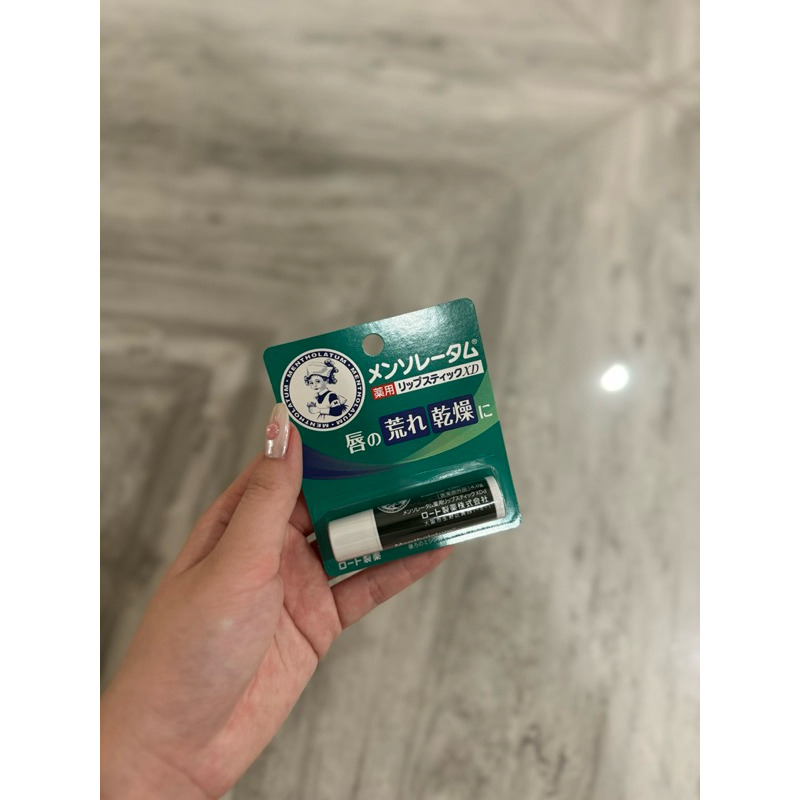 MENTHOLATUM · MENTHOLATUM · MENTHOLATUM
メンソレータム®
薬用 リップスティックXD
唇の荒れ 乾燥に
メンソレータム薬用リップスティックXD-J
ロート製薬株式会社
ロート製薬